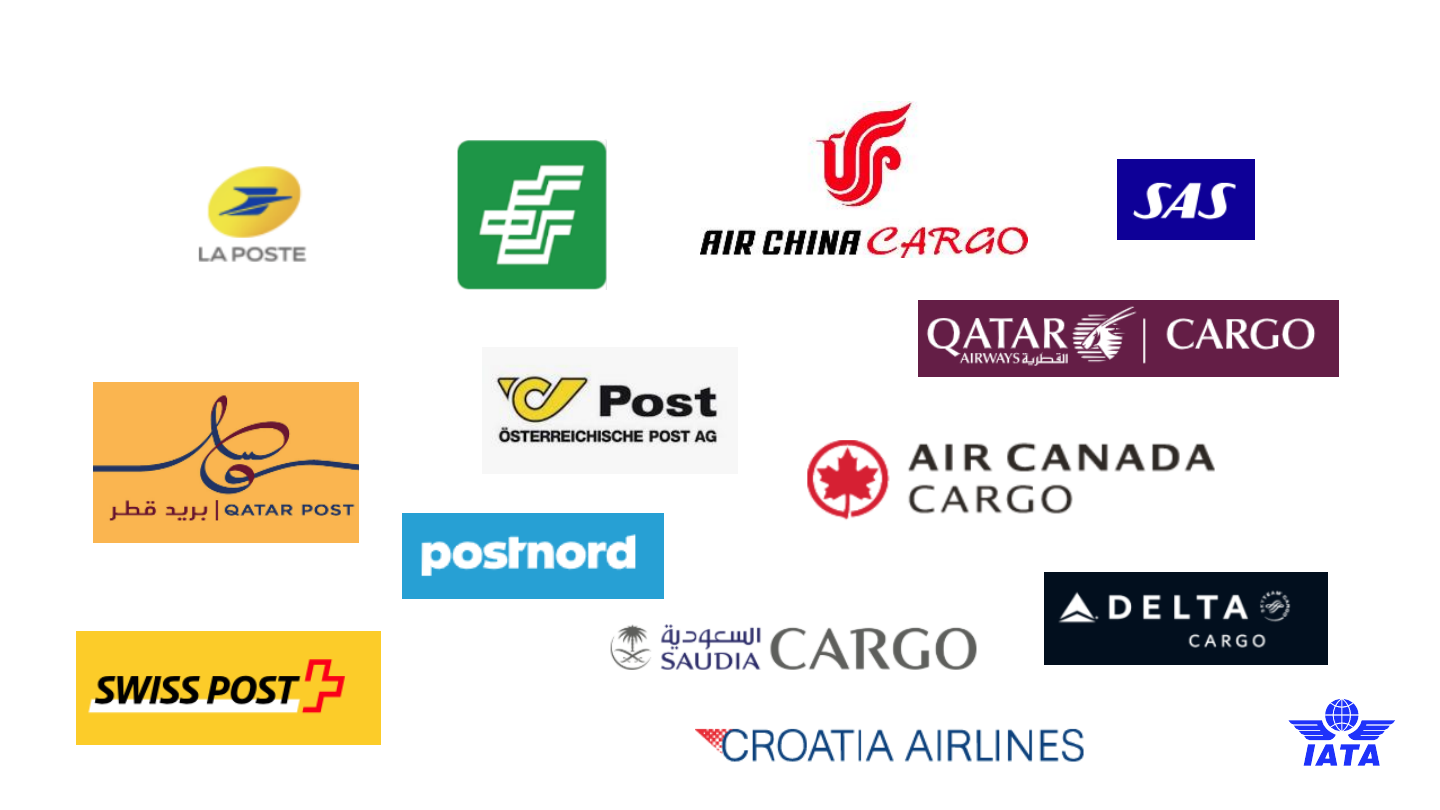 LA POSTE
AIR CHINA CARGO
SAS
QATAR
AIRWAYS القطرية
CARGO
Post
ÖSTERREICHISCHE POST AG
بريد قطر | QATAR POST
AIR CANADA
CARGO
postnord
DELTA
CARGO
السعودية
SAUDIA CARGO
SWISS POST
CROATIA AIRLINES
IATA